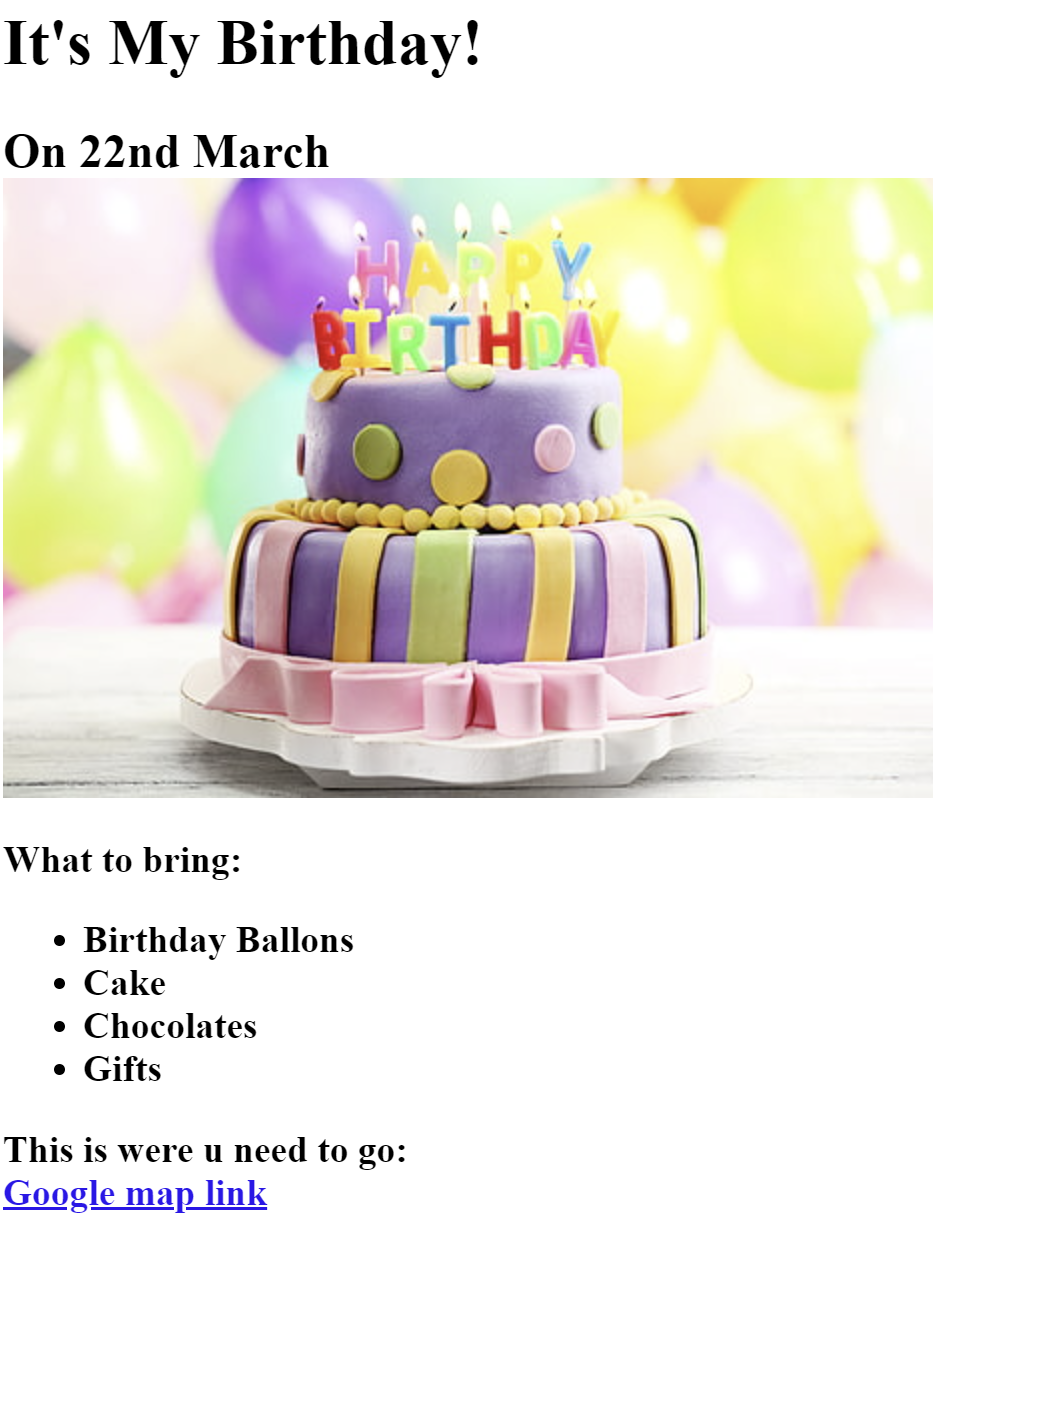 It's My Birthday!
On 22nd March
HAPPY
BIRTHDAY
What to bring:
Birthday Ballons
Cake
Chocolates
Gifts
This is were u need to go:
Google map link